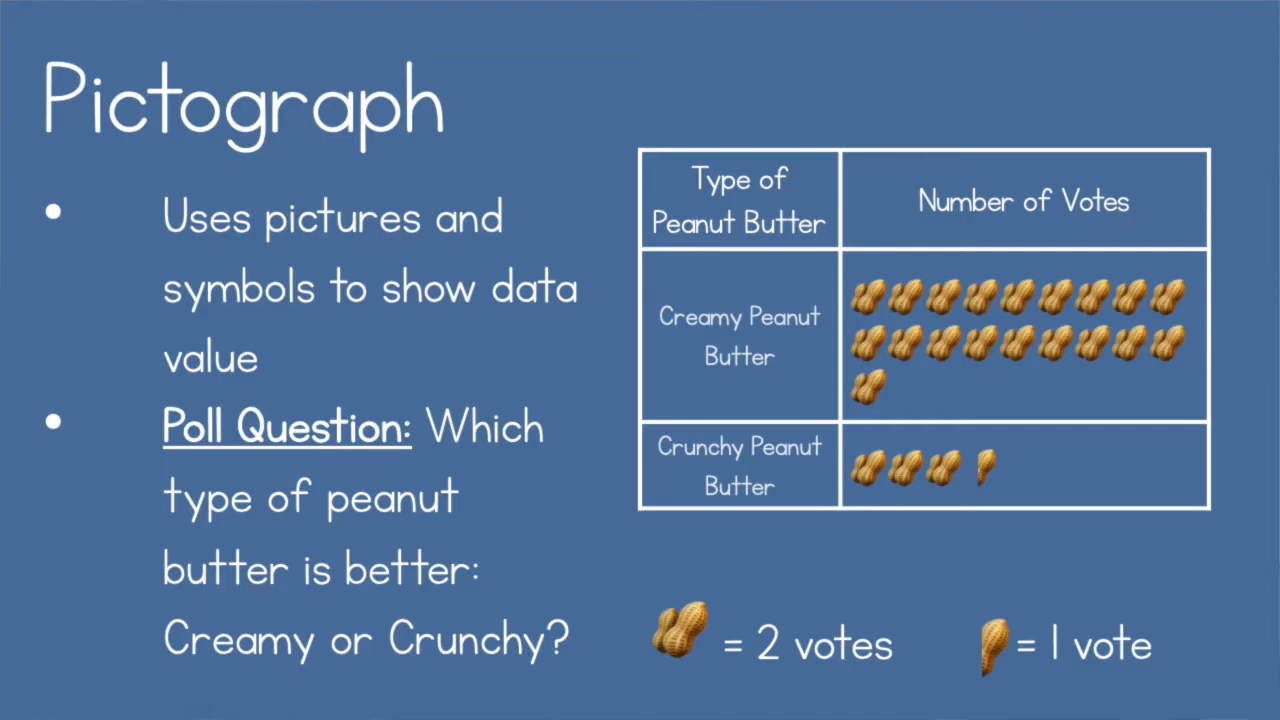 Pictograph
• Uses pictures and
symbols to show data
value
• Poll Question: Which
type of peanut
butter is better:
Creamy or Crunchy?
Type of
Peanut Butter
Number of Votes
Creamy Peanut
Butter
Crunchy Peanut
Butter
= 2 votes
= 1 vote